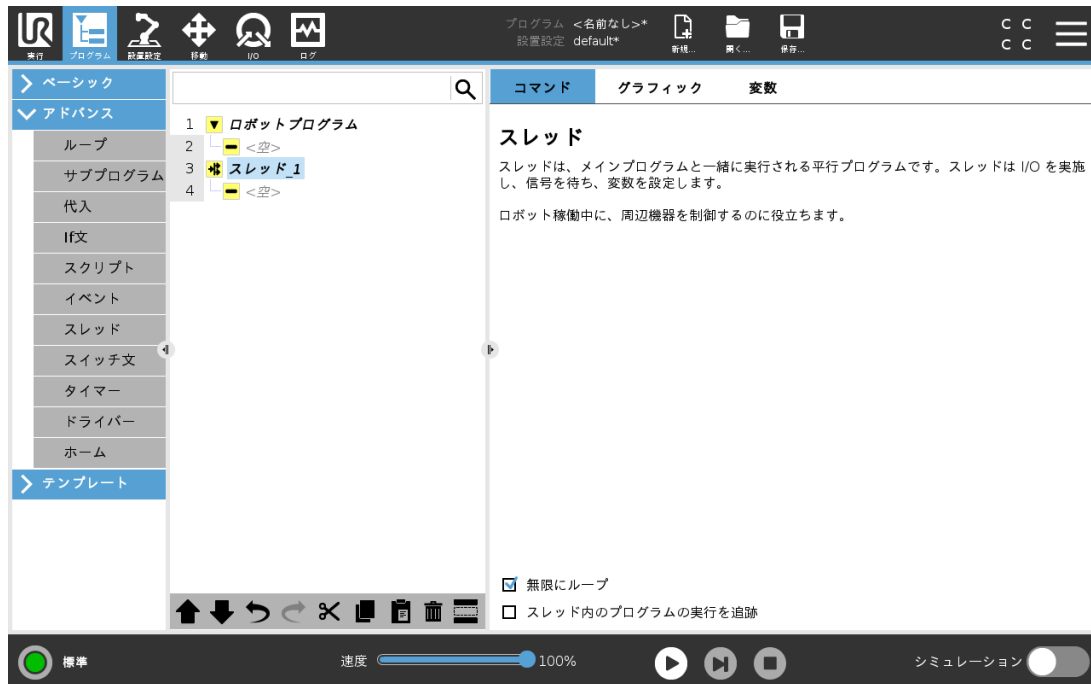 UR
実行
プログラム
設置設定
移動
I/O
ログ
プログラム <名前なし>*
設置設定 default*
新規...
開く...
保存...
C C
C C
ベーシック
アドバンス
ループ
サブプログラム
代入
If文
スクリプト
イベント
スレッド
スイッチ文
タイマー
ドライバー
ホーム
テンプレート
1 ロボットプログラム
2 <空>
3 スレッド_1
4 <空>
コマンド グラフィック 変数
スレッド
スレッドは、メインプログラムと一緒に実行される平行プログラムです。スレッドは I/O を実施
し、信号を待ち、変数を設定します。
ロボット稼働中に、周辺機器を制御するのに役立ちます。
無限にループ
スレッド内のプログラムの実行を追跡
標準
速度 100%
シミュレーション